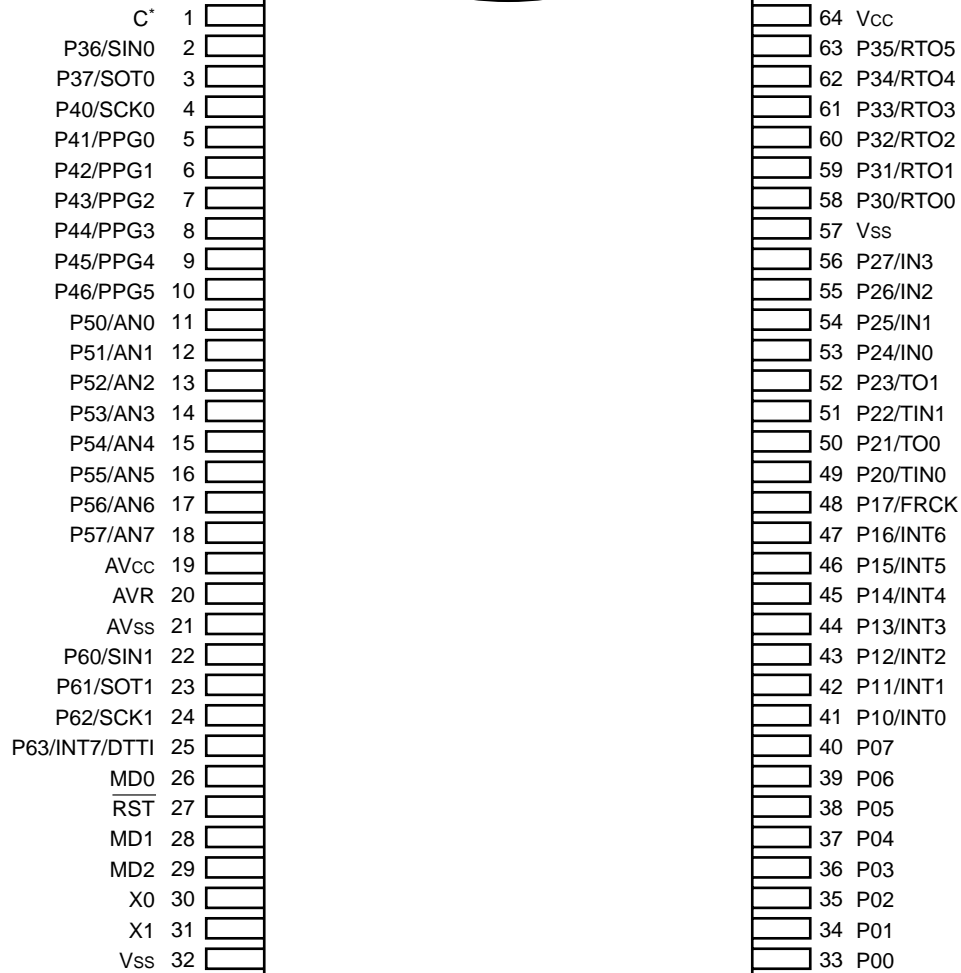 C* 1 64 Vcc
P36/SIN0 2 63 P35/RTO5
P37/SOT0 3 62 P34/RTO4
P40/SCK0 4 61 P33/RTO3
P41/PPG0 5 60 P32/RTO2
P42/PPG1 6 59 P31/RTO1
P43/PPG2 7 58 P30/RTO0
P44/PPG3 8 57 Vss
P45/PPG4 9 56 P27/IN3
P46/PPG5 10 55 P26/IN2
P50/AN0 11 54 P25/IN1
P51/AN1 12 53 P24/IN0
P52/AN2 13 52 P23/TO1
P53/AN3 14 51 P22/TIN1
P54/AN4 15 50 P21/TO0
P55/AN5 16 49 P20/TIN0
P56/AN6 17 48 P17/FRCK
P57/AN7 18 47 P16/INT6
AVcc 19 46 P15/INT5
AVR 20 45 P14/INT4
AVss 21 44 P13/INT3
P60/SIN1 22 43 P12/INT2
P61/SOT1 23 42 P11/INT1
P62/SCK1 24 41 P10/INT0
P63/INT7/DTTI 25 40 P07
MD0 26 39 P06
RST 27 38 P05
MD1 28 37 P04
MD2 29 36 P03
X0 30 35 P02
X1 31 34 P01
Vss 32 33 P00